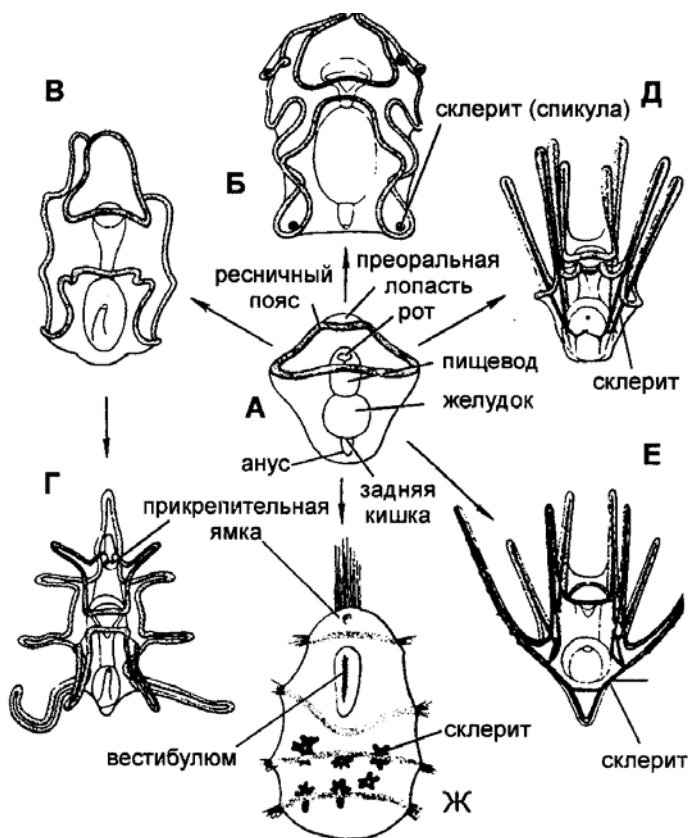 В
Д
склерит (спикула)
Б
преоральная
лопасть
ресничный
пояс
рот
пищевод
склерит
А
желудок
анус
Е
Г
задняя
кишка
прикрепительная
ямка
склерит
вестибулюм
склерит
Ж